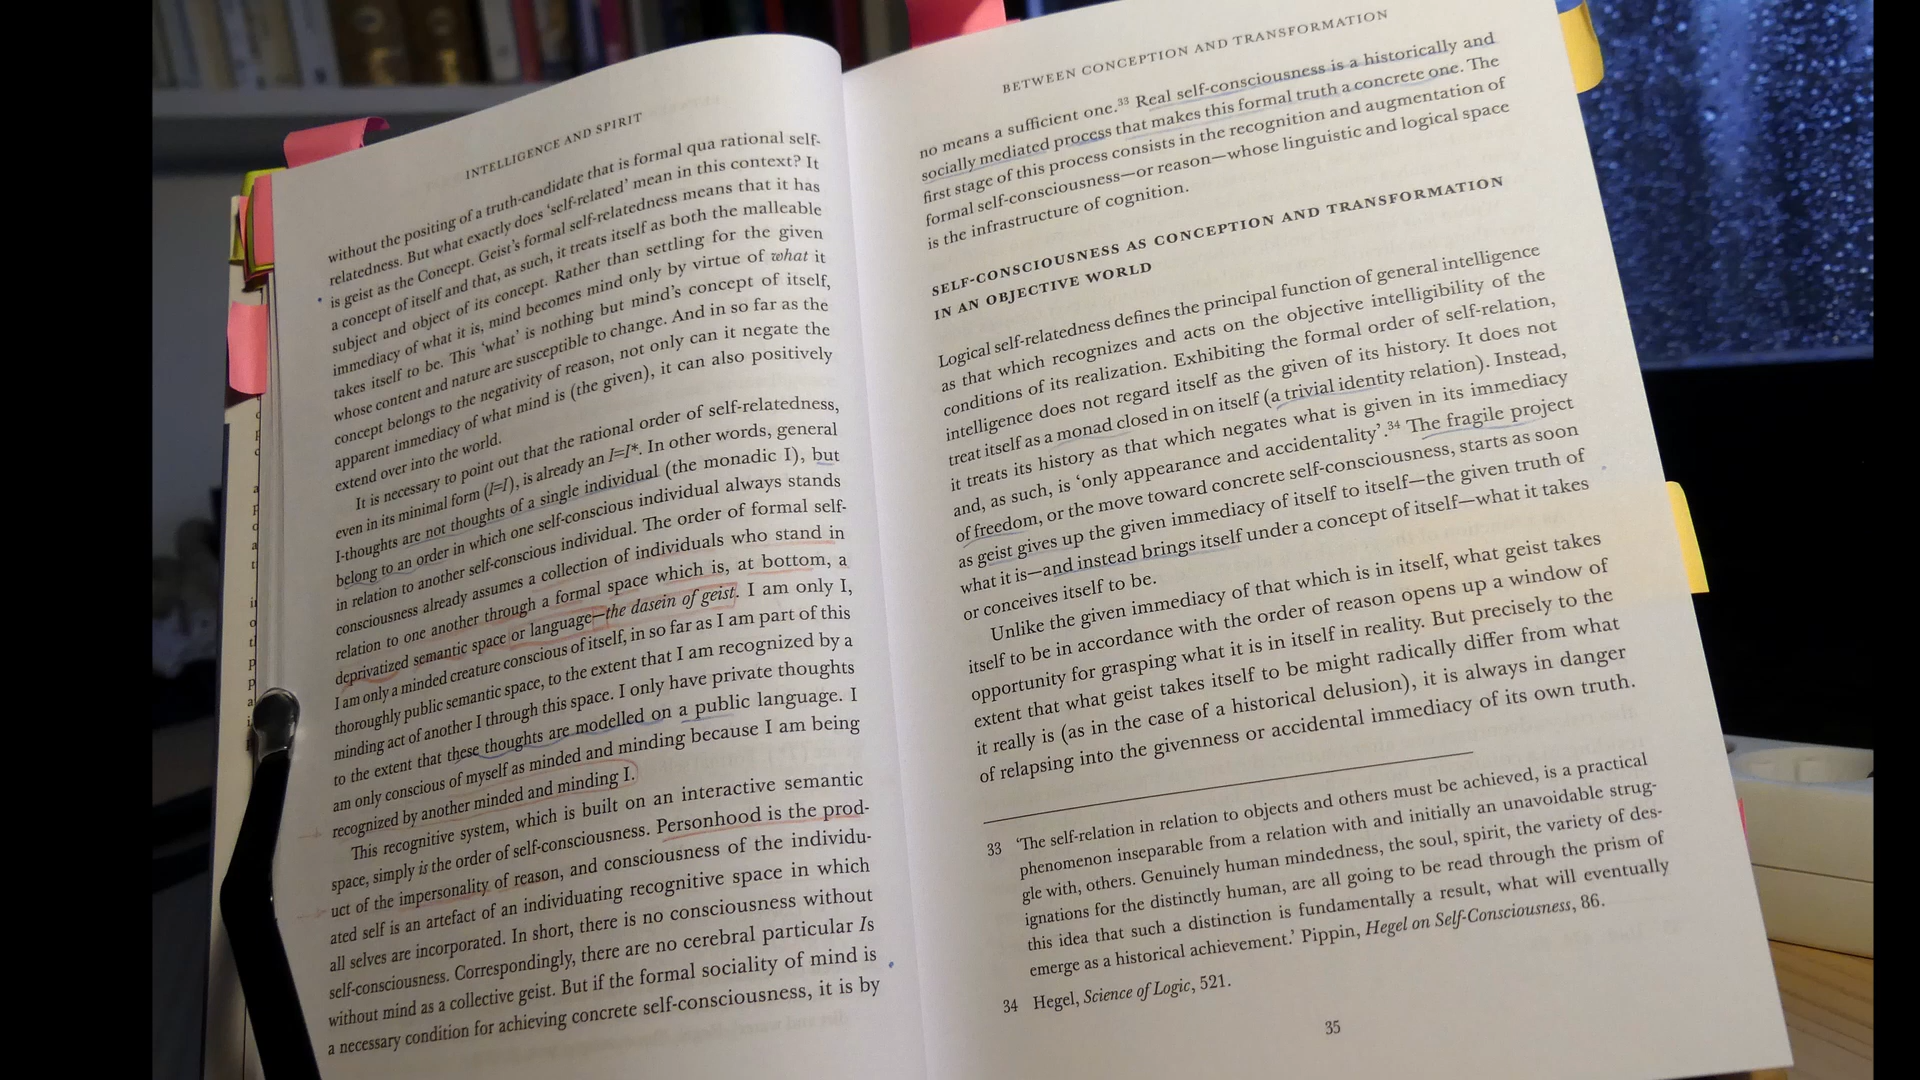 INTELLIGENCE AND SPIRIT
without the positing of a truth-candidate that is formal qua rational self-
relatedness. But what exactly does ‘self-related’ mean in this context? It
is geist as the Concept. Geist’s formal self-relatedness means that it has
a concept of itself and that, as such, it treats itself as both the malleable
subject and object of its concept. Rather than settling for the given
immediacy of what it is, mind becomes mind only by virtue of what it
takes itself to be. This ‘what’ is nothing but mind’s concept of itself,
whose content and nature are susceptible to change. And in so far as the
concept belongs to the negativity of reason, not only can it negate the
apparent immediacy of what mind is (the given), it can also positively
extend over into the world.
It is necessary to point out that the rational order of self-relatedness,
even in its minimal form (I=I), is already an I=I*. In other words, general
I-thoughts are not thoughts of a single individual (the monadic I), but
belong to an order in which one self-conscious individual always stands
in relation to another self-conscious individual. The order of formal self-
consciousness already assumes a collection of individuals who stand in
relation to one another through a formal space which is, at bottom, a
deprivatized semantic space or language—the dasein of geist. I am only I,
I am only a minded creature conscious of itself, in so far as I am part of this
thoroughly public semantic space, to the extent that I am recognized by a
minding act of another I through this space. I only have private thoughts
to the extent that these thoughts are modelled on a public language. I
am only conscious of myself as minded and minding because I am being
recognized by another minded and minding I.
This recognitive system, which is built on an interactive semantic
space, simply is the order of self-consciousness. Personhood is the prod-
uct of the impersonality of reason, and consciousness of the individu-
ated self is an artefact of an individuating recognitive space in which
all selves are incorporated. In short, there is no consciousness without
self-consciousness. Correspondingly, there are no cerebral particular Is
without mind as a collective geist. But if the formal sociality of mind is
a necessary condition for achieving concrete self-consciousness, it is by
BETWEEN CONCEPTION AND TRANSFORMATION
no means a sufficient one.33 Real self-consciousness is a historically and
socially mediated process that makes this formal truth a concrete one. The
first stage of this process consists in the recognition and augmentation of
formal self-consciousness—or reason—whose linguistic and logical space
is the infrastructure of cognition.
SELF-CONSCIOUSNESS AS CONCEPTION AND TRANSFORMATION
IN AN OBJECTIVE WORLD
Logical self-relatedness defines the principal function of general intelligence
as that which recognizes and acts on the objective intelligibility of the
conditions of its realization. Exhibiting the formal order of self-relation,
intelligence does not regard itself as the given of its history. It does not
treat itself as a monad closed in on itself (a trivial identity relation). Instead,
it treats its history as that which negates what is given in its immediacy
and, as such, is ‘only appearance and accidentality’.34 The fragile project
of freedom, or the move toward concrete self-consciousness, starts as soon
as geist gives up the given immediacy of itself to itself—the given truth of
what it is—and instead brings itself under a concept of itself—what it takes
or conceives itself to be.
Unlike the given immediacy of that which is in itself, what geist takes
itself to be in accordance with the order of reason opens up a window of
opportunity for grasping what it is in itself in reality. But precisely to the
extent that what geist takes itself to be might radically differ from what
it really is (as in the case of a historical delusion), it is always in danger
of relapsing into the givenness or accidental immediacy of its own truth.
33 ‘The self-relation in relation to objects and others must be achieved, is a practical
phenomenon inseparable from a relation with and initially an unavoidable strug-
gle with, others. Genuinely human mindedness, the soul, spirit, the variety of des-
ignations for the distinctly human, are all going to be read through the prism of
this idea that such a distinction is fundamentally a result, what will eventually
emerge as a historical achievement.’ Pippin, Hegel on Self-Consciousness, 86.
34 Hegel, Science of Logic, 521.
35